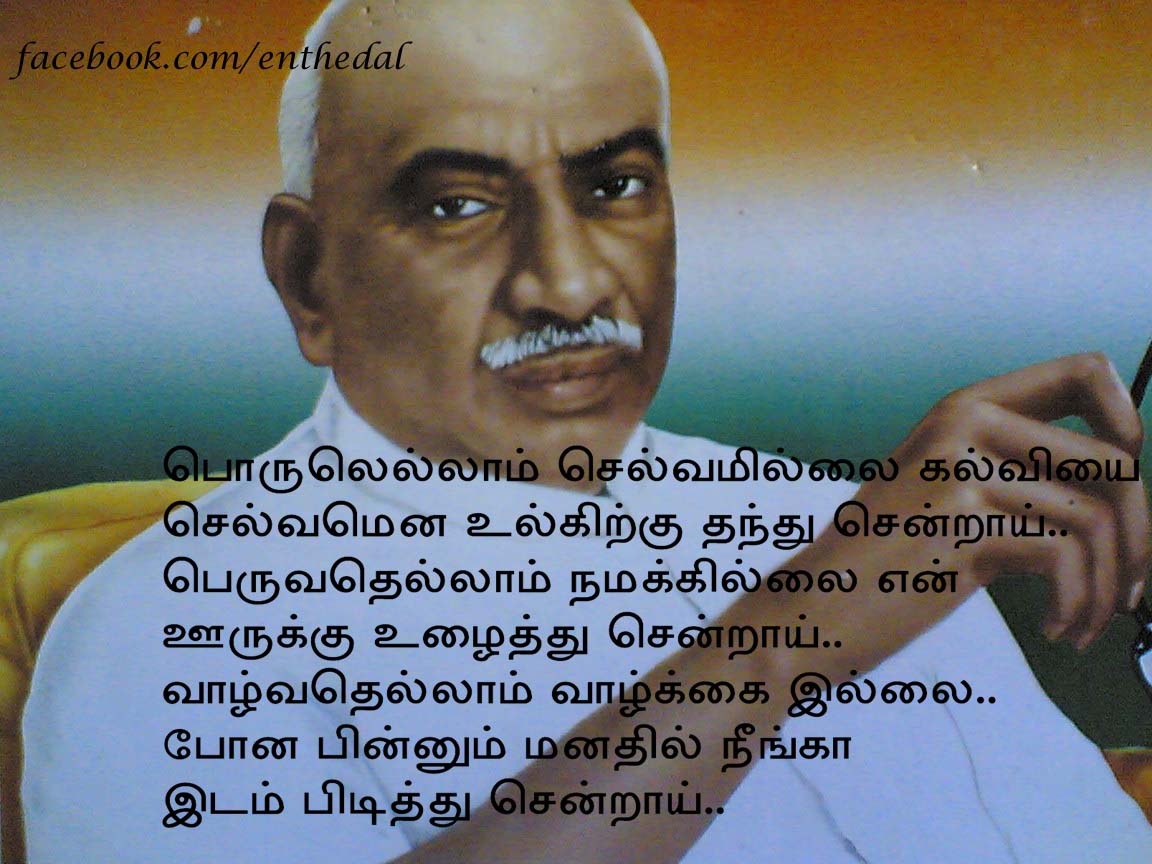 facebook.com/enthedal
பொருலெல்லாம் செல்வமில்லை கல்வியை
செல்வமென உல்கிற்கு தந்து சென்றாய்..
பெருவதெல்லாம் நமக்கில்லை என்
ஊருக்கு உழைத்து சென்றாய்..
வாழ்வதெல்லாம் வாழ்க்கை இல்லை..
போன பின்னும் மனதில் நீங்கா
இடம் பிடித்து சென்றாய்..